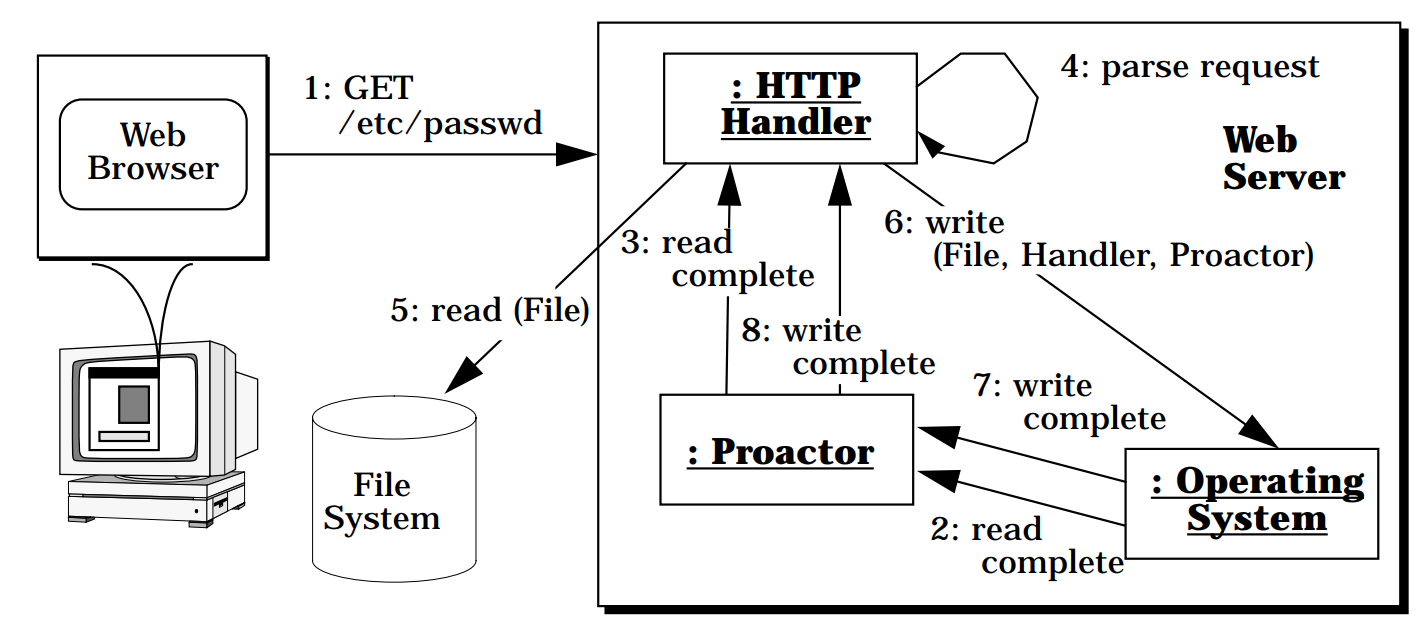 1: GET
/etc/passwd
Web
Browser
: HTTP
Handler
4: parse request
Web
Server
3: read
complete
6: write
(File, Handler, Proactor)
5: read (File)
8: write
complete
7: write
complete
: Proactor
: Operating
System
2: read
complete
File
System